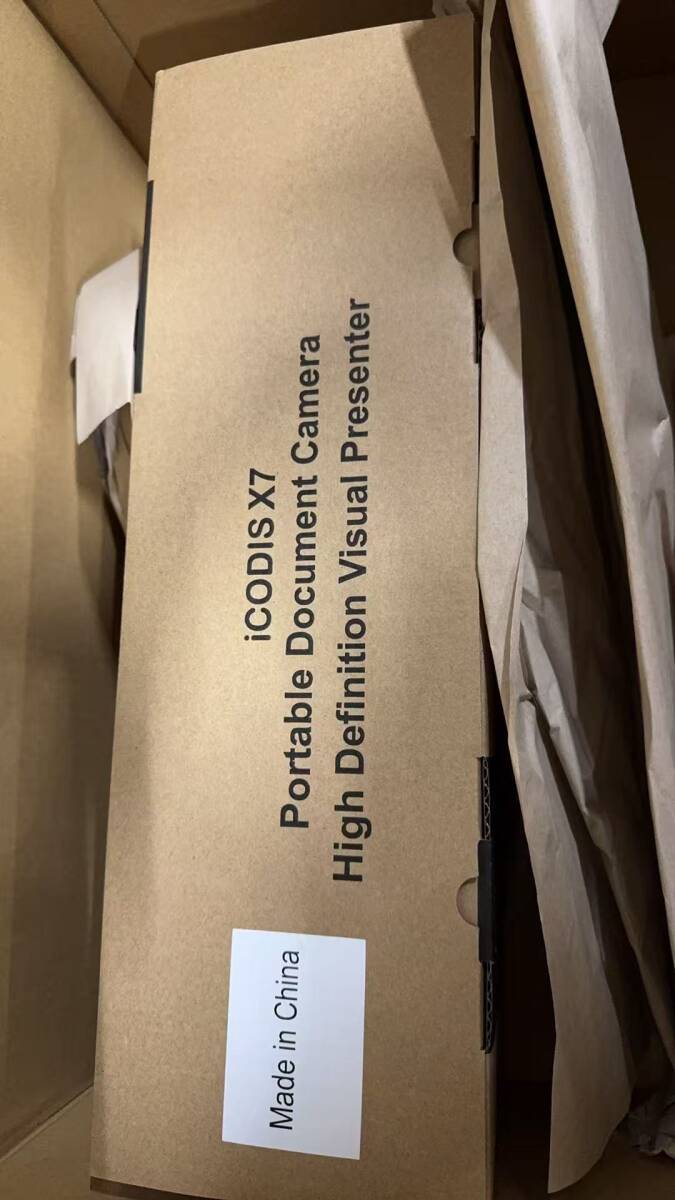 iCODIS X7
Portable Document Camera
High Definition Visual Presenter
Made in China